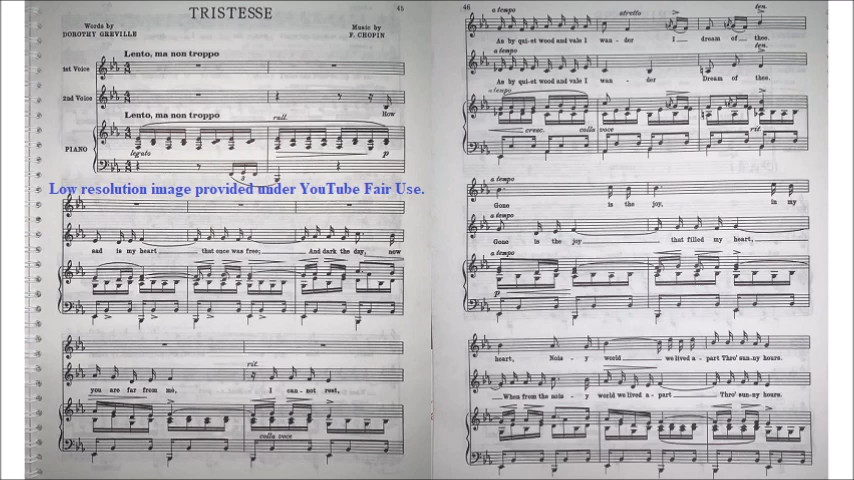 TRISTESSE
45
Words by
DOROTHY GREVILLE
Music by
F. CHOPIN
Lento, ma non troppo
1st Voice
2nd Voice
How
Lento, ma non troppo
rall.
PIANO
legato
p
3
Low resolution image provided under YouTube Fair Use.
sad is my heart that once was free; And dark the day, now
rit.
you are far from me, I can- not rest,
colla voce
46
a tempo
stretto
ten.
As by qui-et wood and vale I wan- der I dream of thee.
a tempo
ten.
As by qui-et wood and vale I wan - der Dream of thee.
a tempo
cresc.
colla voce
rit.
a tempo
Gone is the joy, in my
a tempo
Gone is the joy that filled my heart,
a tempo
p
heart, Nois - y world we lived a - part Thro' sun-ny hours.
When from the nois - y world we lived a - part Thro' sun-ny hours.